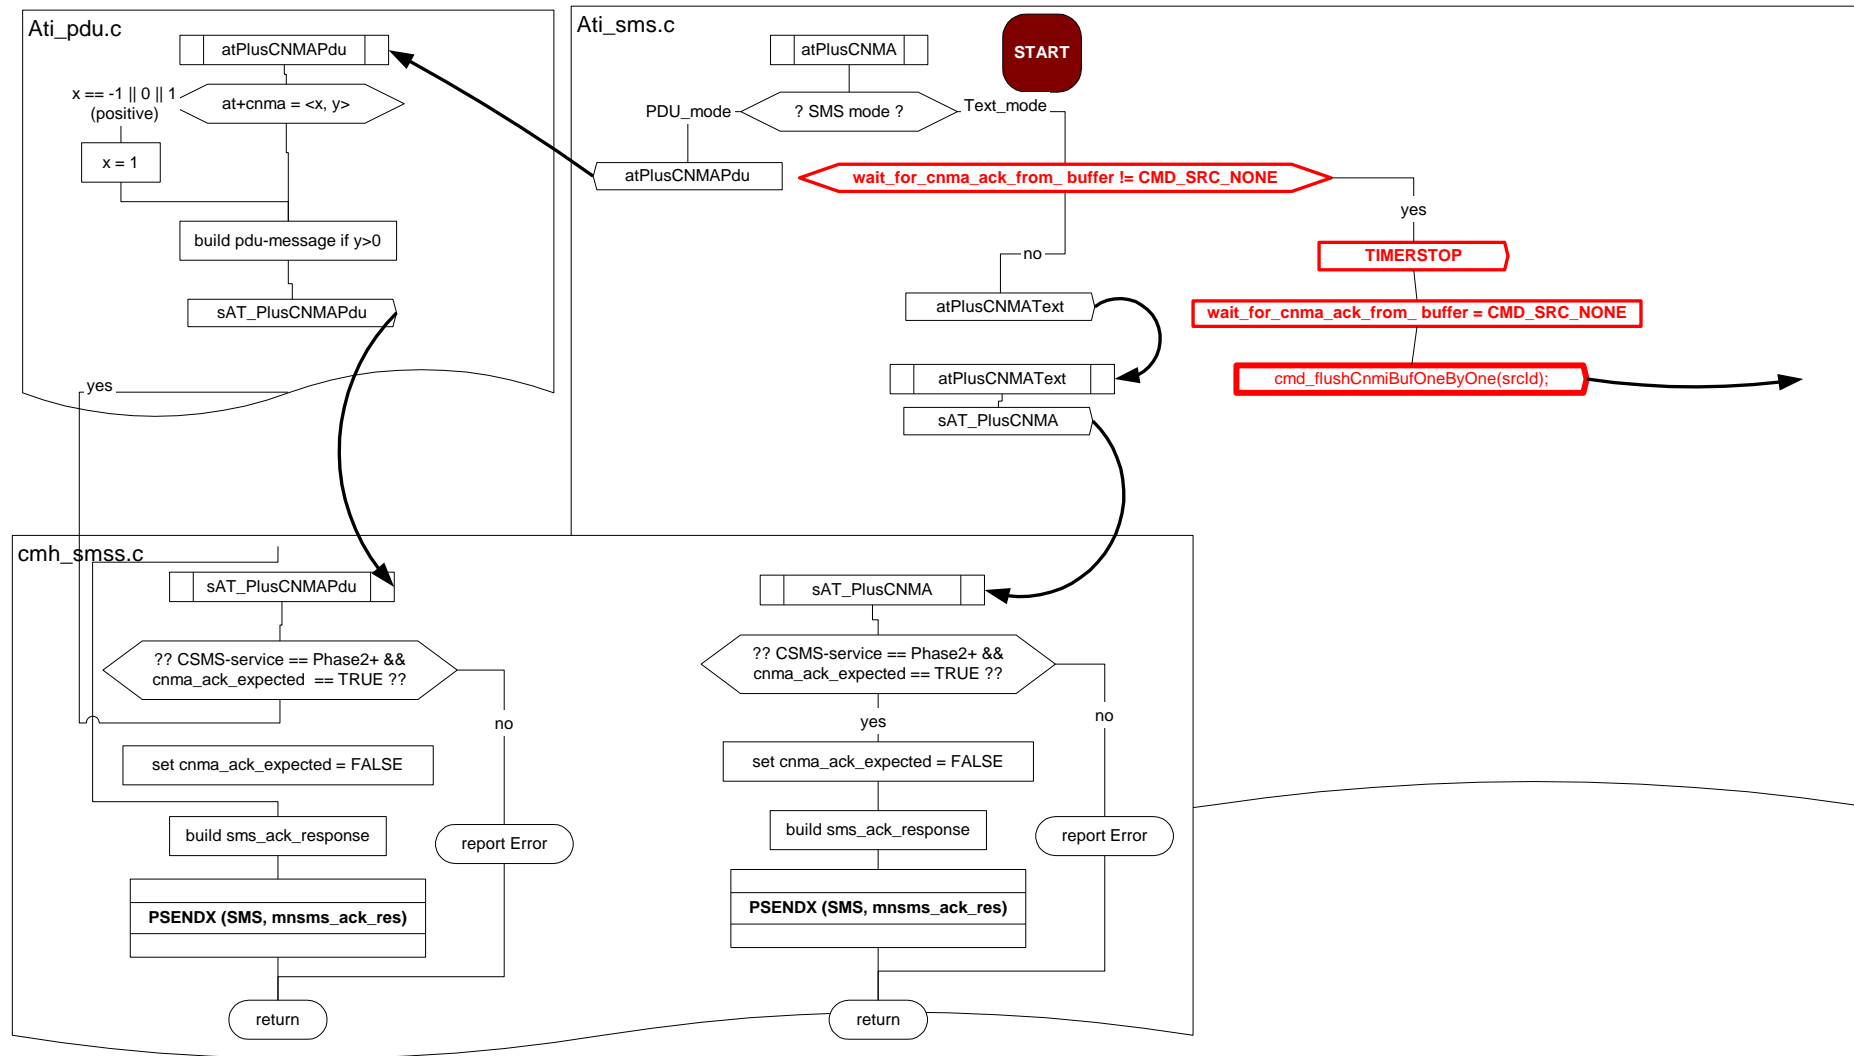 Ati_pdu.c
atPlusCNMAPdu
x == -1 || 0 || 1
(positive)
at+cnma = <x, y>
x = 1
build pdu-message if y>0
sAT_PlusCNMAPdu
yes
Ati_sms.c
atPlusCNMA
START
PDU_mode
? SMS mode ?
Text_mode
atPlusCNMAPdu
wait_for_cnma_ack_from_ buffer != CMD_SRC_NONE
yes
no
TIMERSTOP
atPlusCNMAText
wait_for_cnma_ack_from_ buffer = CMD_SRC_NONE
atPlusCNMAText
cmd_flushCnmiBufOneByOne(srcId);
sAT_PlusCNMA
cmh_smss.c
sAT_PlusCNMAPdu
?? CSMS-service == Phase2+ &&
cnma_ack_expected  == TRUE ??
no
set cnma_ack_expected = FALSE
build sms_ack_response
report Error
PSENDX (SMS, mnsms_ack_res)
return
sAT_PlusCNMA
?? CSMS-service == Phase2+ &&
cnma_ack_expected == TRUE ??
yes
no
set cnma_ack_expected = FALSE
build sms_ack_response
report Error
PSENDX (SMS, mnsms_ack_res)
return